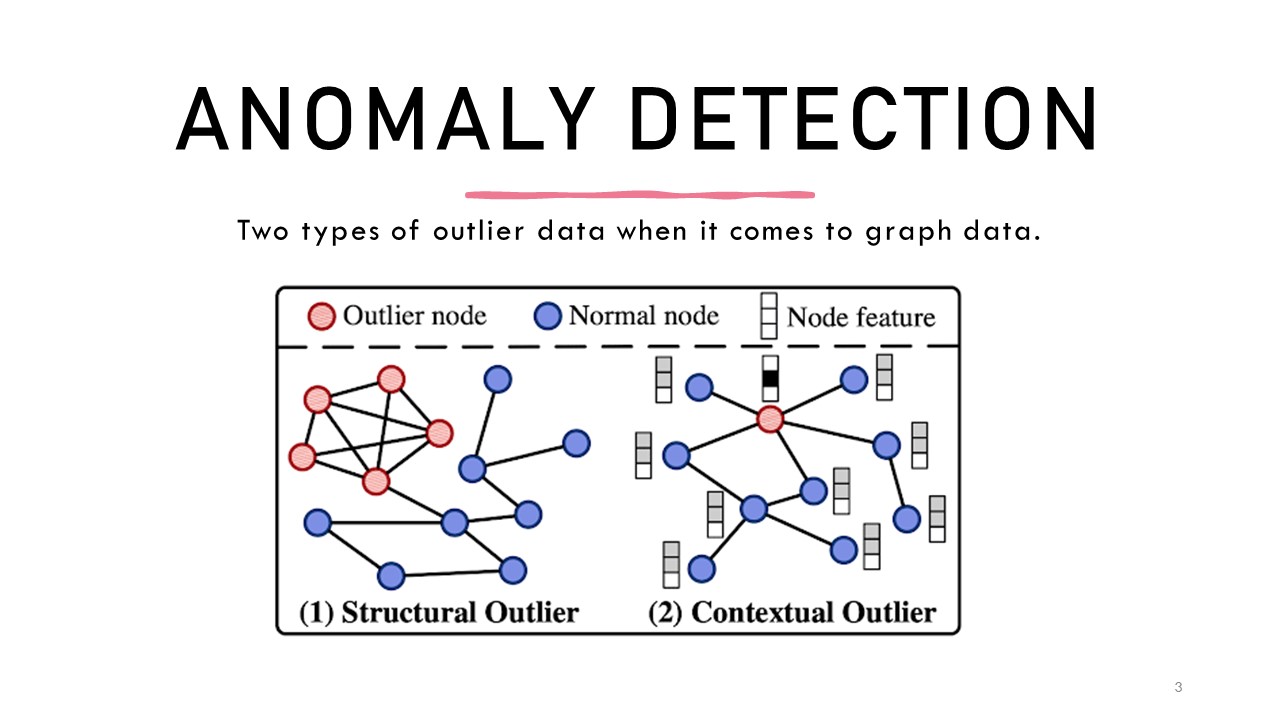 ANOMALY DETECTION
Two types of outlier data when it comes to graph data.
Outlier node Normal node Node feature
(1) Structural Outlier (2) Contextual Outlier
3